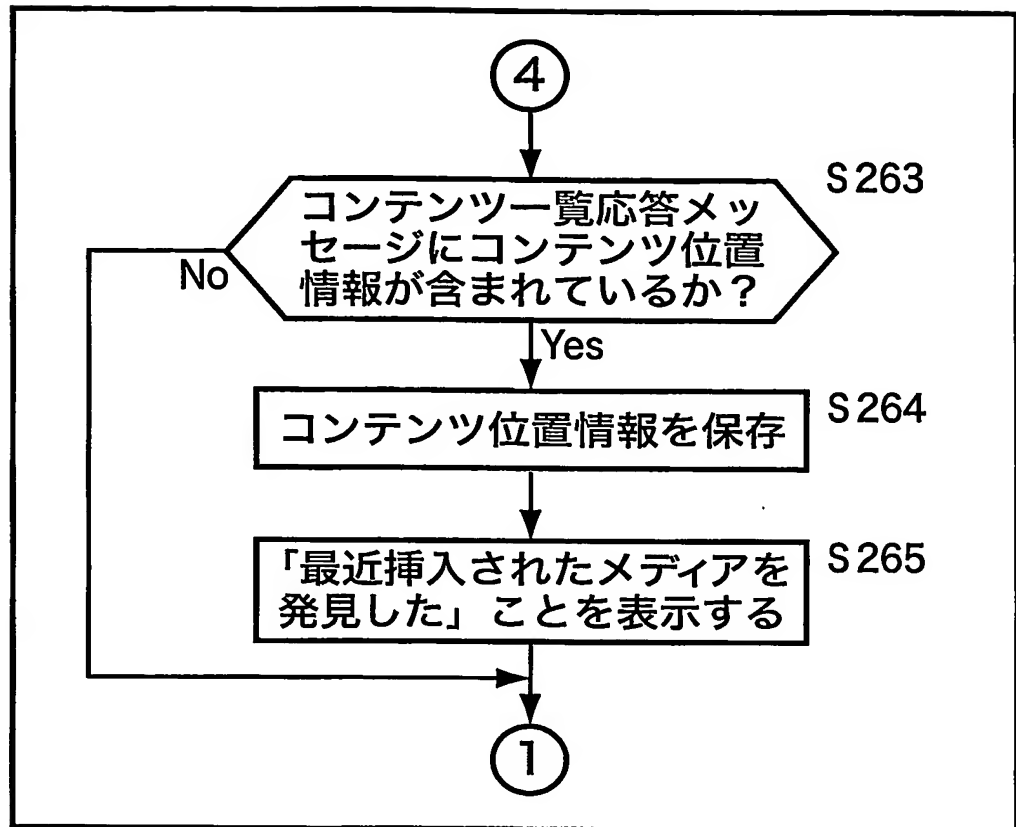 4
S263
コンテンツ一覧応答メッ
セージにコンテンツ位置
情報が含まれているか？
No
Yes
S264
コンテンツ位置情報を保存
S265
「最近挿入されたメディアを
発見した」ことを表示する
1